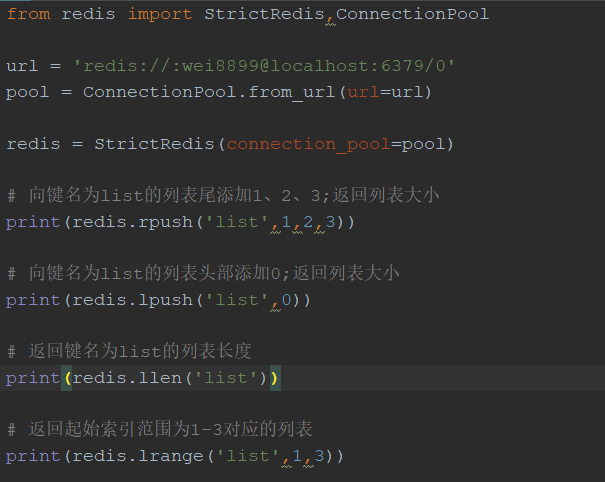 from redis import StrictRedis,ConnectionPool
url = 'redis://:wei8899@localhost:6379/0'
pool = ConnectionPool.from_url(url=url)
redis = StrictRedis(connection_pool=pool)
# 向键名为list的列表尾添加1、2、3;返回列表大小
print(redis.rpush('list',1,2,3))
# 向键名为list的列表头部添加0;返回列表大小
print(redis.lpush('list',0))
# 返回键名为list的列表长度
print(redis.llen('list'))
# 返回起始索引范围为1-3对应的列表
print(redis.lrange('list',1,3))